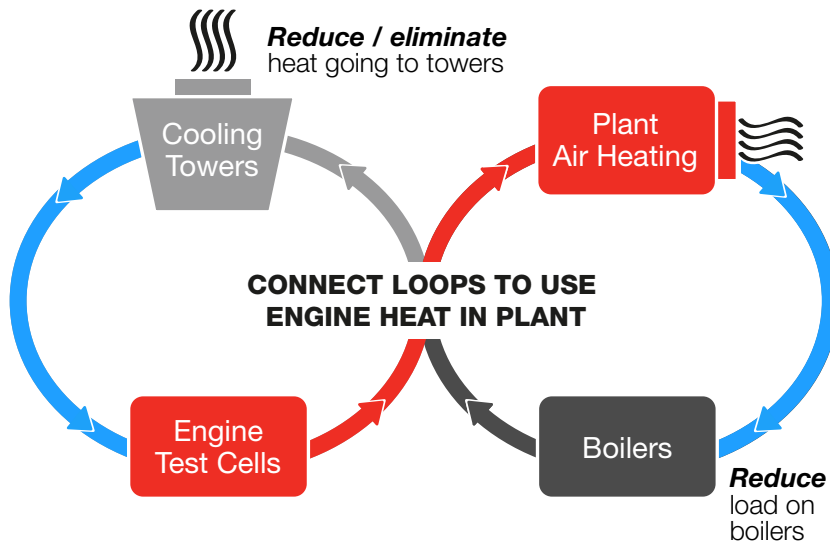 Reduce / eliminate
heat going to towers
Cooling
Towers
Plant
Air Heating
CONNECT LOOPS TO USE
ENGINE HEAT IN PLANT
Engine
Test Cells
Boilers
Reduce
load on
boilers